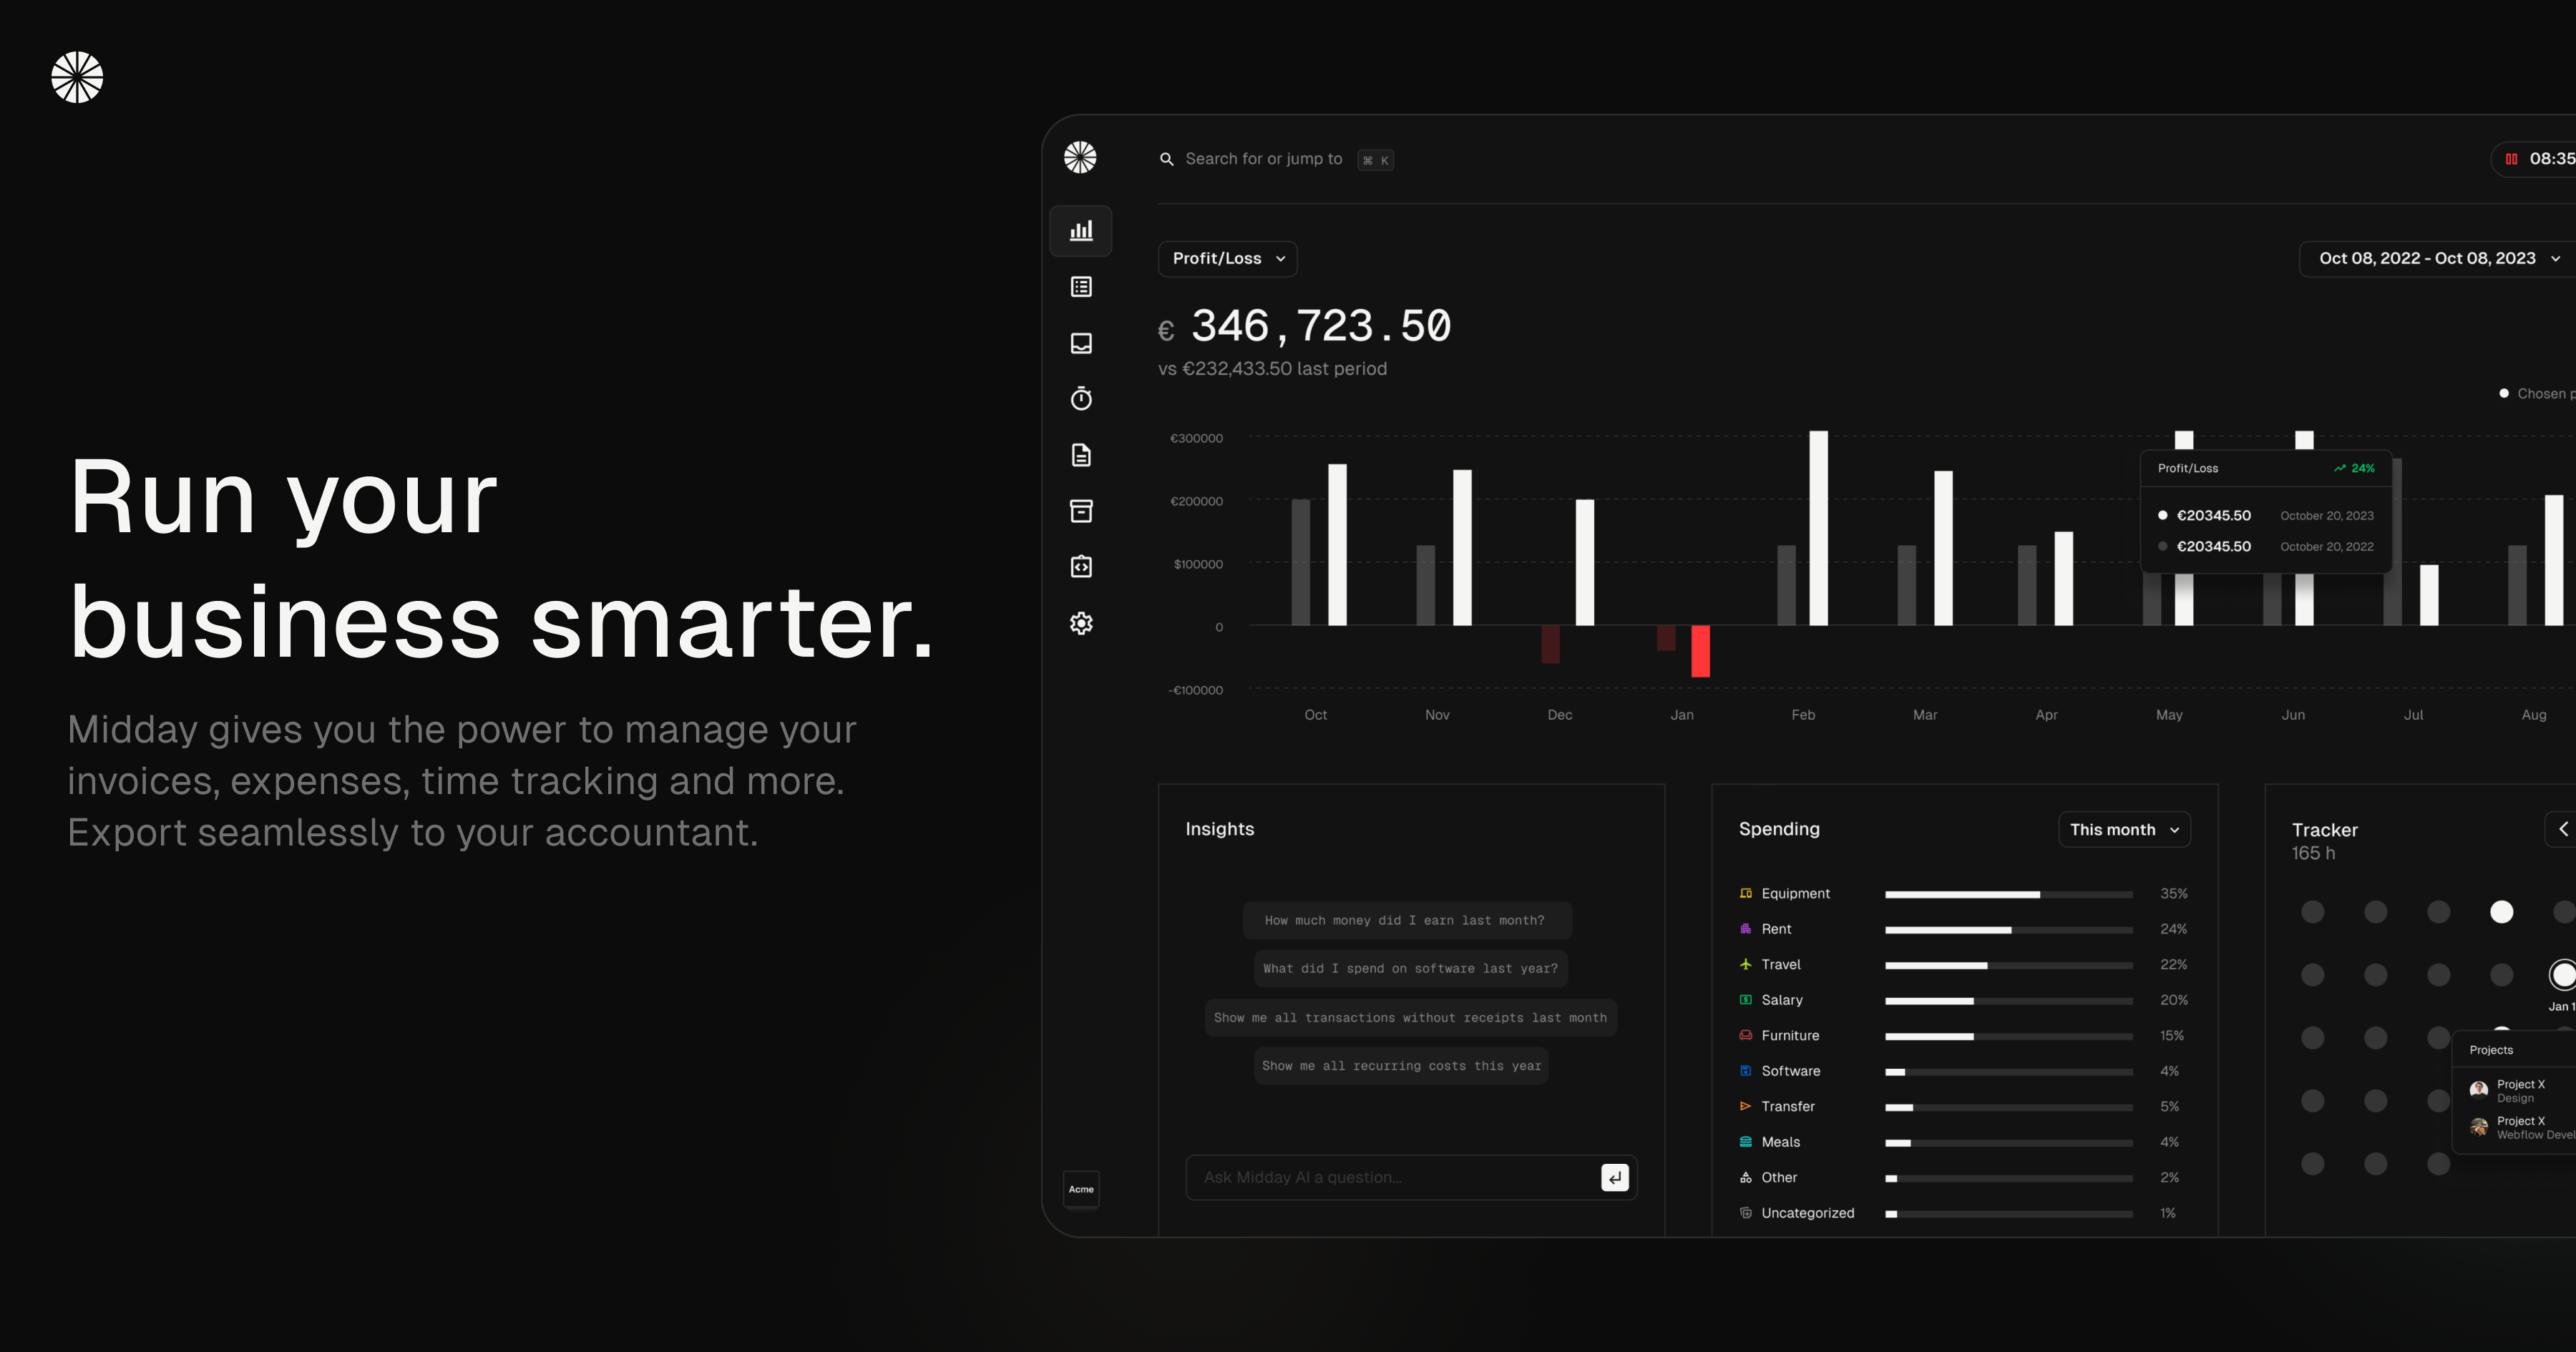 Run your
business smarter.
Midday gives you the power to manage your
invoices, expenses, time tracking and more.
Export seamlessly to your accountant.
Search for or jump to ⌘ K
08:35
Profit/Loss
Oct 08, 2022 - Oct 08, 2023
€ 346,723.50
vs €232,433.50 last period
Chosen
€300000
€200000
$100000
0
-€100000
Profit/Loss 24%
€20345.50 October 20, 2023
€20345.50 October 20, 2022
Oct Nov Dec Jan Feb Mar Apr May Jun Jul Aug
Insights
How much money did I earn last month?
What did I spend on software last year?
Show me all transactions without receipts last month
Show me all recurring costs this year
Ask Midday AI a question...
Spending This month
Equipment 35%
Rent 24%
Travel 22%
Salary 20%
Furniture 15%
Software 4%
Transfer 5%
Meals 4%
Other 2%
Uncategorized 1%
Tracker
165 h
Jan 1
Projects
Project X
Design
Project X
Webflow Devel
Acme